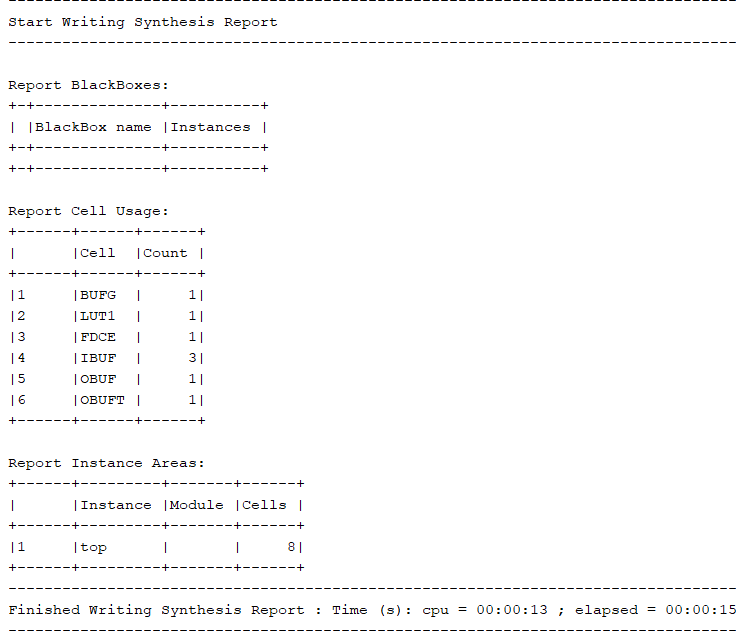 ---------------------------------------------------------------------------------
Start Writing Synthesis Report
---------------------------------------------------------------------------------
Report BlackBoxes:
+-+--------------+----------+
| |BlackBox name |Instances |
+-+--------------+----------+
+-+--------------+----------+
Report Cell Usage:
+------+------+------+
|      |Cell  |Count |
+------+------+------+
|1     |BUFG  |     1|
|2     |LUT1  |     1|
|3     |FDCE  |     1|
|4     |IBUF  |     3|
|5     |OBUF  |     1|
|6     |OBUFT |     1|
+------+------+------+
Report Instance Areas:
+------+---------+-------+------+
|      |Instance |Module |Cells |
+------+---------+-------+------+
|1     |top      |       |     8|
+------+---------+-------+------+
---------------------------------------------------------------------------------
Finished Writing Synthesis Report : Time (s): cpu = 00:00:13 ; elapsed = 00:00:15
---------------------------------------------------------------------------------